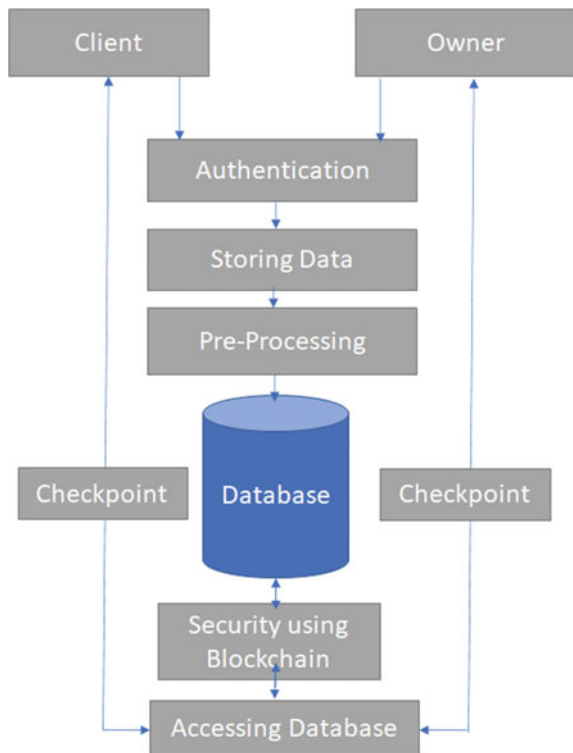 Client
Owner
Authentication
Storing Data
Pre-Processing
Checkpoint
Database
Checkpoint
Security using
Blockchain
Accessing Database